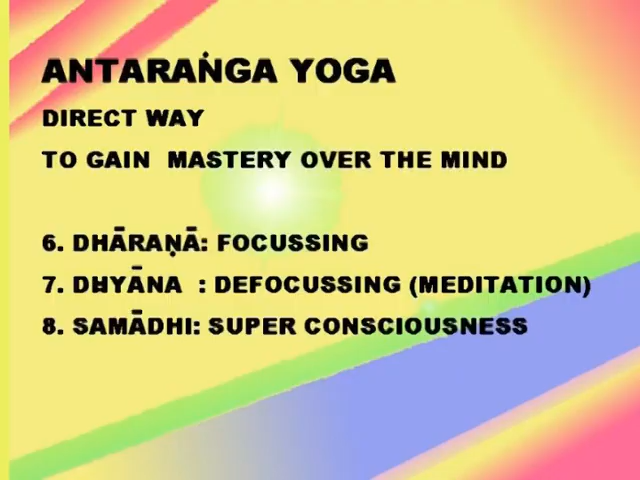 ANTARAṄGA YOGA
DIRECT WAY
TO GAIN MASTERY OVER THE MIND
6. DHĀRAṆĀ: FOCUSSING
7. DHYĀNA : DEFOCUSSING (MEDITATION)
8. SAMĀDHI: SUPER CONSCIOUSNESS